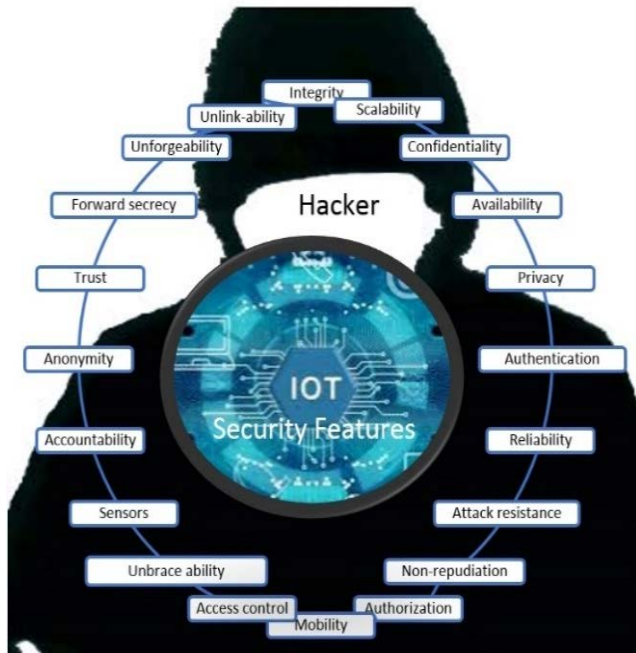 Integrity
Scalability
Unlink-ability
Confidentiality
Unforgeability
Availability
Forward secrecy
Hacker
Privacy
Trust
Authentication
Anonymity
IOT
Security Features
Reliability
Accountability
Attack resistance
Sensors
Non-repudiation
Unbrace ability
Authorization
Access control
Mobility